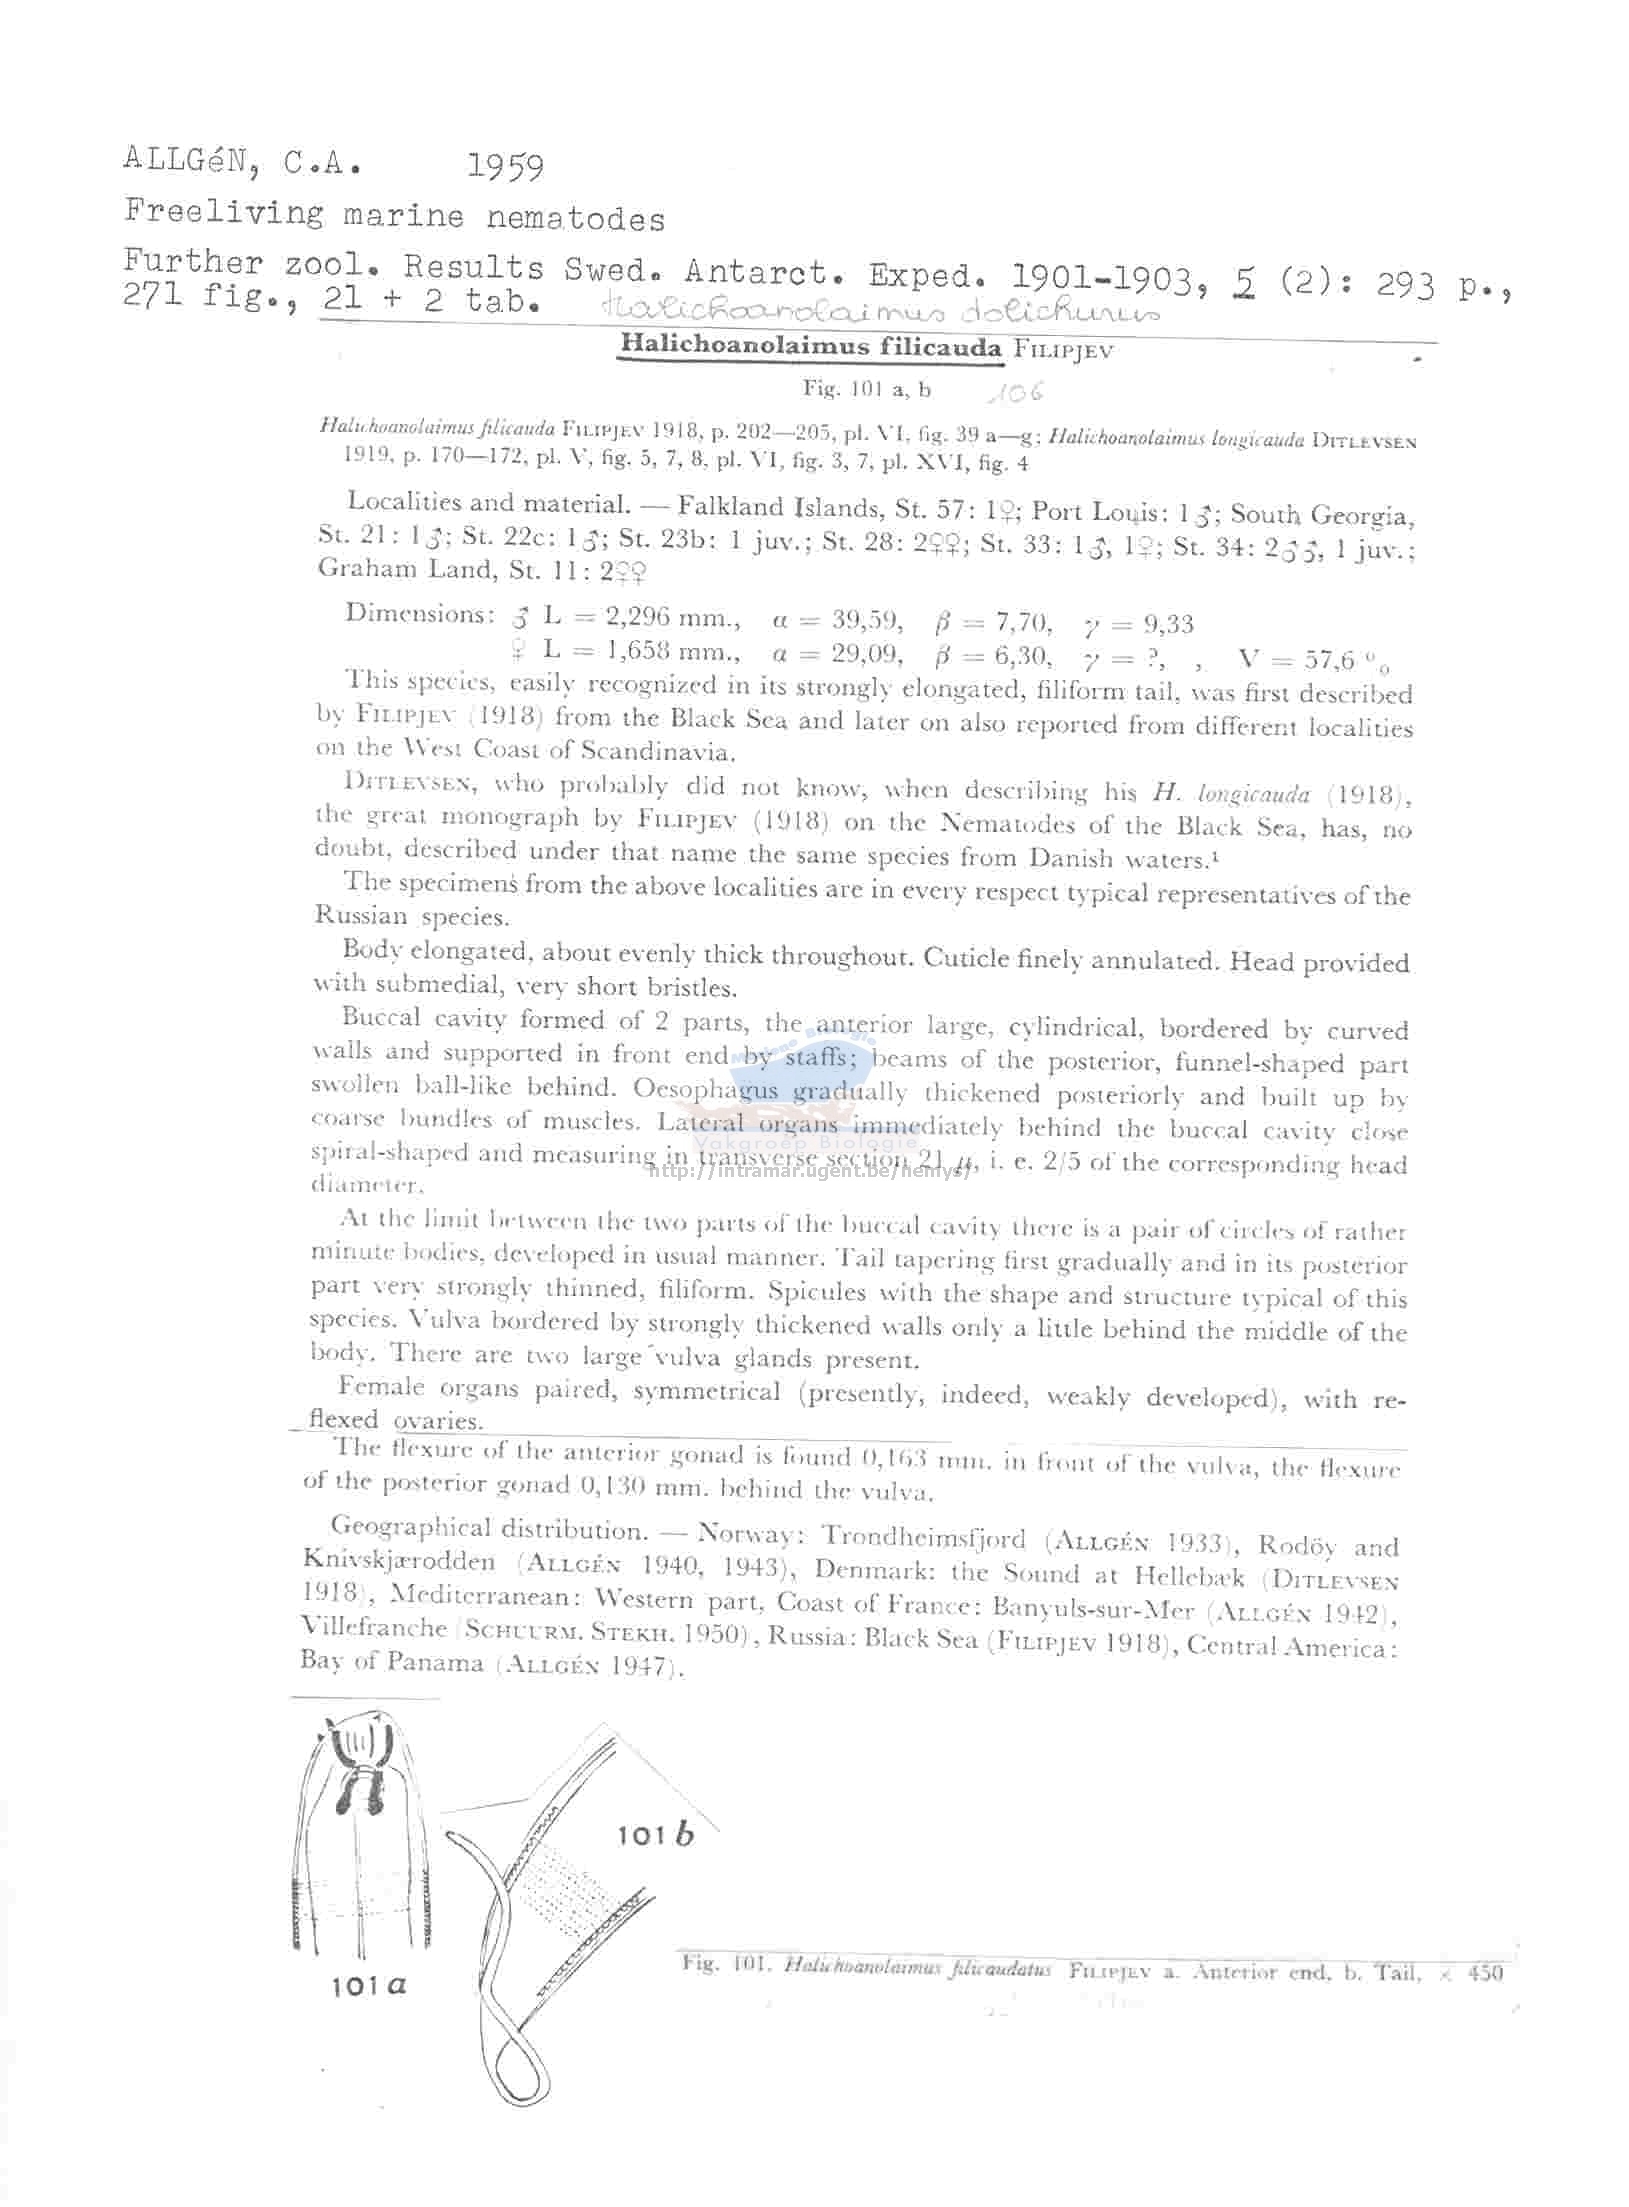 ALLGéN, C.A. 1959
Freeliving marine nematodes
Further zool. Results Swed. Antarct. Exped. 1901-1903, 5 (2): 293 p.,
271 fig., 21 + 2 tab. Halichoanolaimus dolichurus
Halichoanolaimus filicauda FILIPJEV
Fig. 101 a, b 106
Halichoanolaimus filicauda FILIPJEV 1918, p. 202—205, pl. VI, fig. 39 a—g; Halichoanolaimus longicauda DITLEVSEN
1919, p. 170—172, pl. V, fig. 5, 7, 8, pl. VI, fig. 3, 7, pl. XVI, fig. 4
Localities and material. — Falkland Islands, St. 57: 1♀; Port Louis: 1♂; South Georgia,
St. 21: 1♂; St. 22c: 1♂; St. 23b: 1 juv.; St. 28: 2♀♀; St. 33: 1♂, 1♀; St. 34: 2♂♂, 1 juv.;
Graham Land, St. 11: 2♀♀
Dimensions: ♂ L = 2,296 mm., α = 39,59, β = 7,70, γ = 9,33
♀ L = 1,658 mm., α = 29,09, β = 6,30, γ = ?, , V = 57,6 %
This species, easily recognized in its strongly elongated, filiform tail, was first described
by FILIPJEV (1918) from the Black Sea and later on also reported from different localities
on the West Coast of Scandinavia.
DITLEVSEN, who probably did not know, when describing his H. longicauda (1918),
the great monograph by FILIPJEV (1918) on the Nematodes of the Black Sea, has, no
doubt, described under that name the same species from Danish waters.¹
The specimens from the above localities are in every respect typical representatives of the
Russian species.
Body elongated, about evenly thick throughout. Cuticle finely annulated. Head provided
with submedial, very short bristles.
Buccal cavity formed of 2 parts, the anterior large, cylindrical, bordered by curved
walls and supported in front end by staffs; beams of the posterior, funnel-shaped part
swollen ball-like behind. Oesophagus gradually thickened posteriorly and built up by
coarse bundles of muscles. Lateral organs immediately behind the buccal cavity close
Vakgroep Biologie
spiral-shaped and measuring in transverse section 21 μ, i. e. 2/5 of the corresponding head
http://intramar.ugent.be/nemys/
diameter.
At the limit between the two parts of the buccal cavity there is a pair of circles of rather
minute bodies, developed in usual manner. Tail tapering first gradually and in its posterior
part very strongly thinned, filiform. Spicules with the shape and structure typical of this
species. Vulva bordered by strongly thickened walls only a little behind the middle of the
body. There are two large vulva glands present.
Female organs paired, symmetrical (presently, indeed, weakly developed), with re-
flexed ovaries.
The flexure of the anterior gonad is found 0,163 mm. in front of the vulva, the flexure
of the posterior gonad 0,130 mm. behind the vulva.
Geographical distribution. — Norway: Trondheimsfjord (ALLGÉN 1933), Rodöy and
Knivskjærodden (ALLGÉN 1940, 1943), Denmark: the Sound at Hellebæk (DITLEVSEN
1918), Mediterranean: Western part, Coast of France: Banyuls-sur-Mer (ALLGÉN 1942),
Villefranche (SCHUURM. STEKH. 1950), Russia: Black Sea (FILIPJEV 1918), Central America:
Bay of Panama (ALLGÉN 1947).
101 b
101 a
Fig. 101. Halichoanolaimus filicaudatus FILIPJEV a. Anterior end, b. Tail, × 450